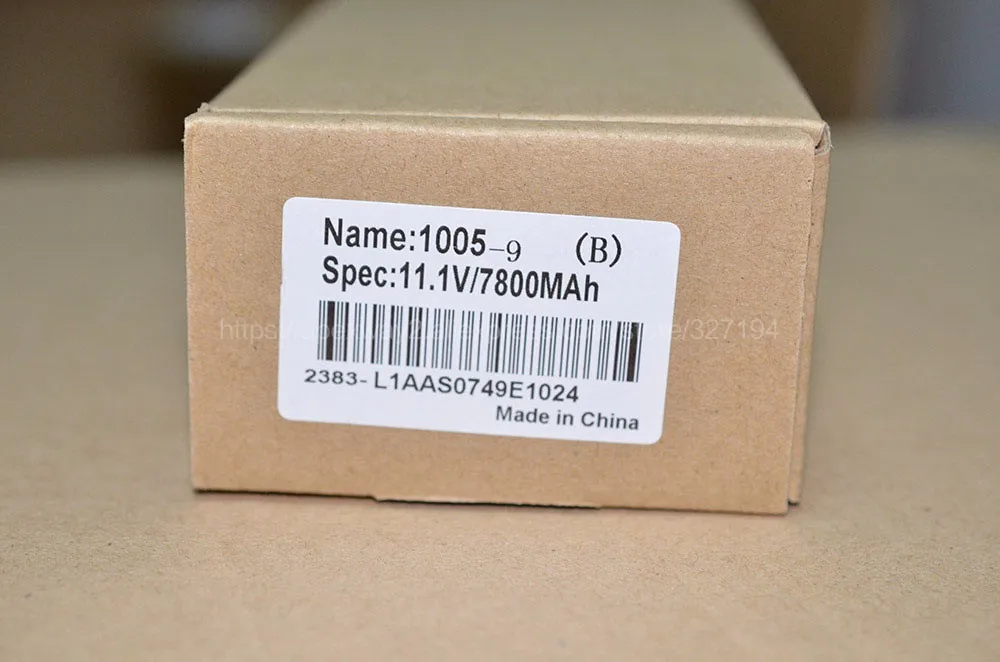 Name:1005-9 (B)
Spec:11.1V/7800MAh
2383- L1AAS0749E1024
Made in China